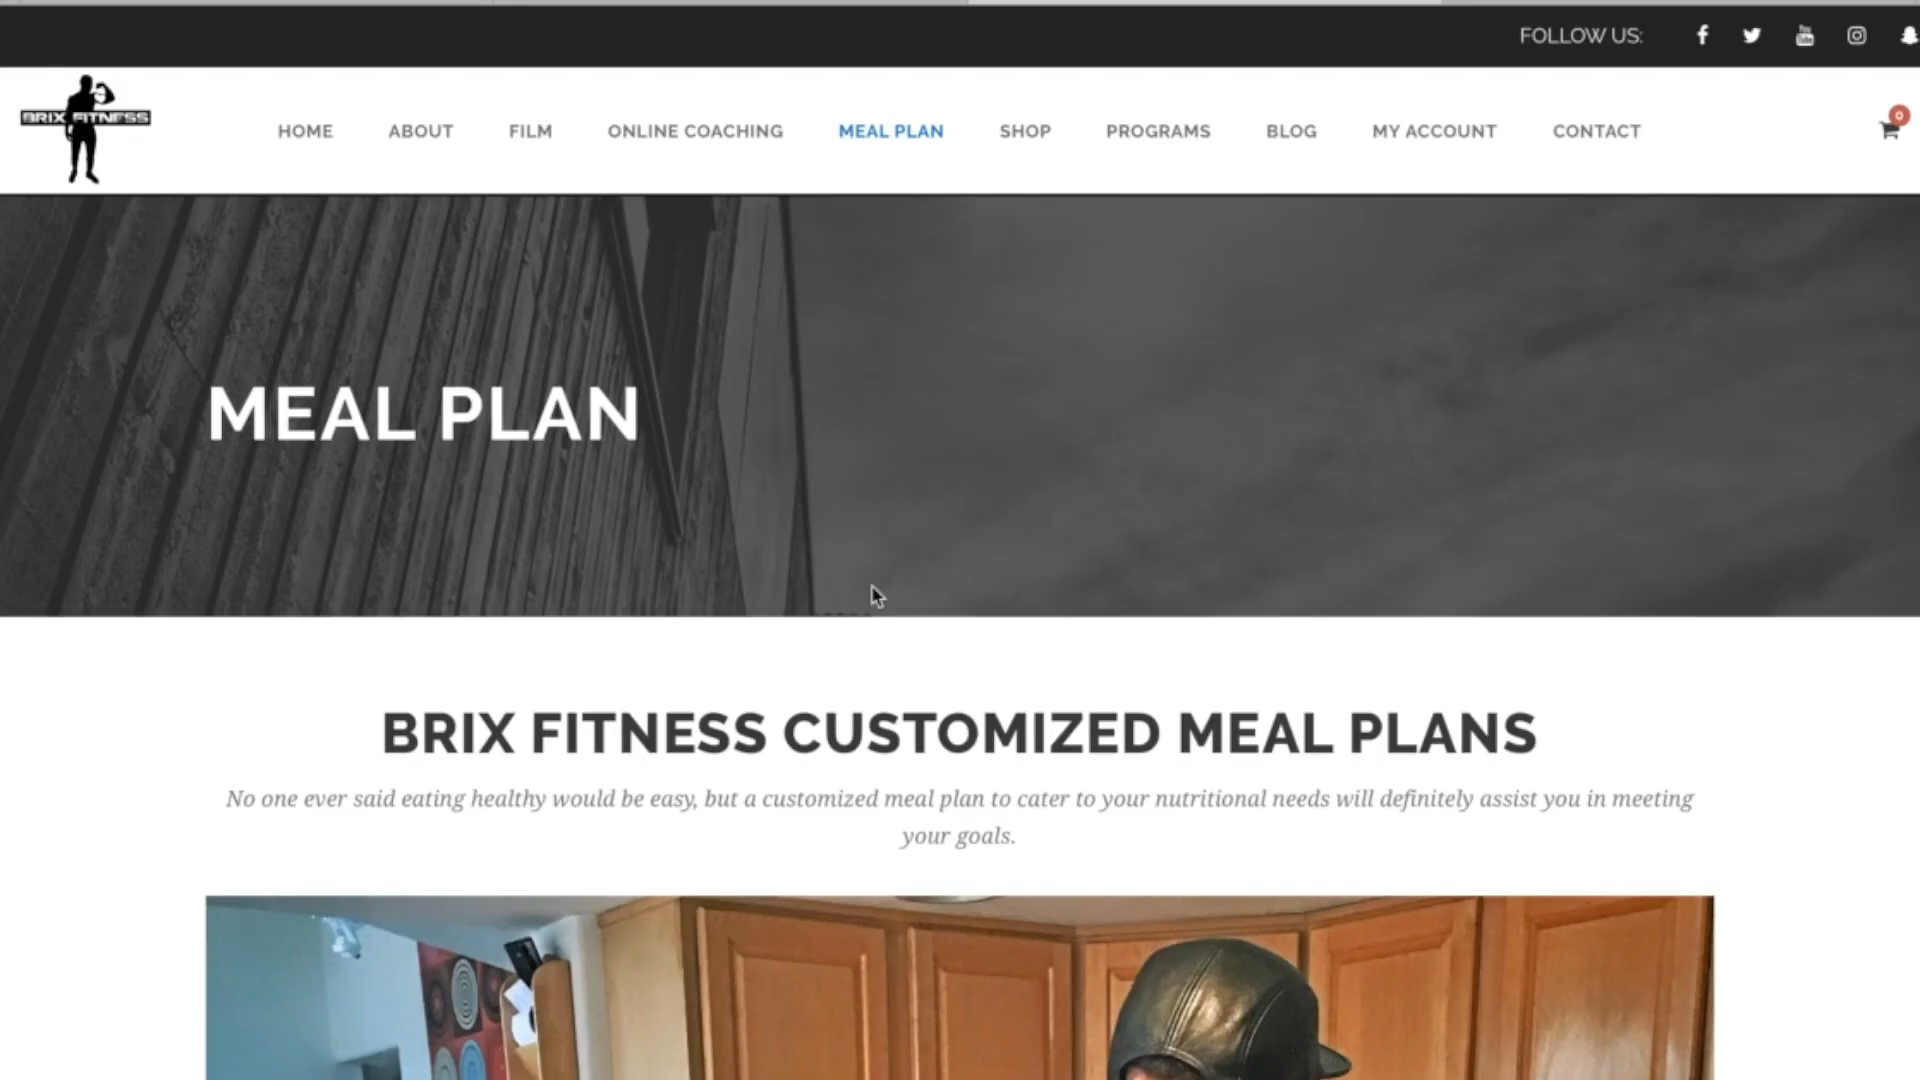 FOLLOW US:
BRIX FITNESS
HOME ABOUT FILM ONLINE COACHING MEAL PLAN SHOP PROGRAMS BLOG MY ACCOUNT CONTACT
0
MEAL PLAN
BRIX FITNESS CUSTOMIZED MEAL PLANS
No one ever said eating healthy would be easy, but a customized meal plan to cater to your nutritional needs will definitely assist you in meeting
your goals.